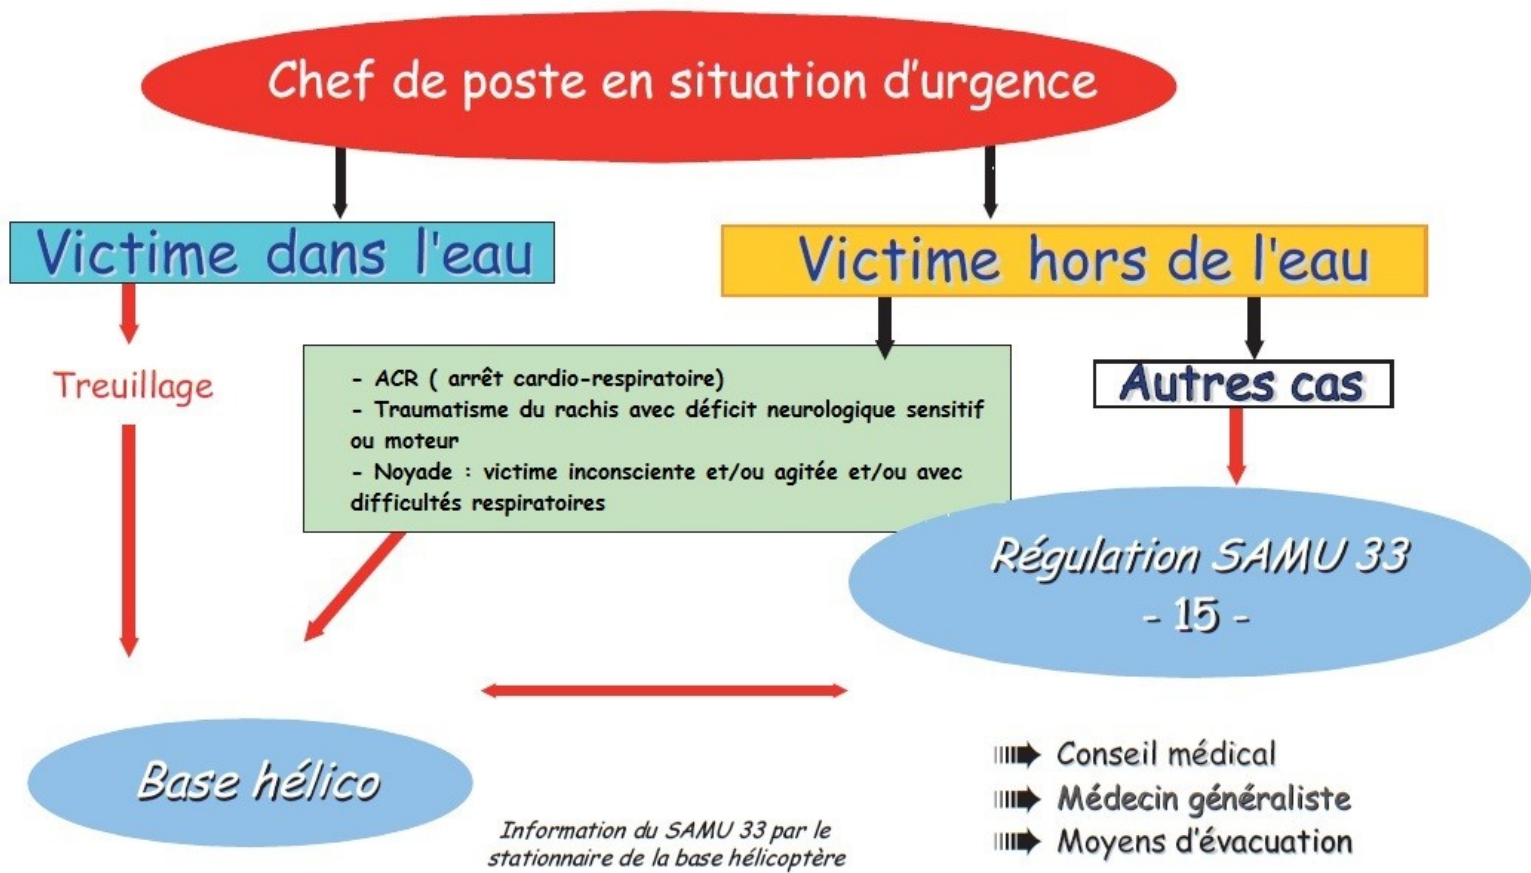 Chef de poste en situation d'urgence
Victime dans l'eau
Victime hors de l'eau
Treuillage
- ACR ( arrêt cardio-respiratoire)
- Traumatisme du rachis avec déficit neurologique sensitif
ou moteur
- Noyade : victime inconsciente et/ou agitée et/ou avec
difficultés respiratoires
Autres cas
Régulation SAMU 33
- 15 -
Base hélico
Information du SAMU 33 par le
stationnaire de la base hélicoptère
Conseil médical
Médecin généraliste
Moyens d'évacuation